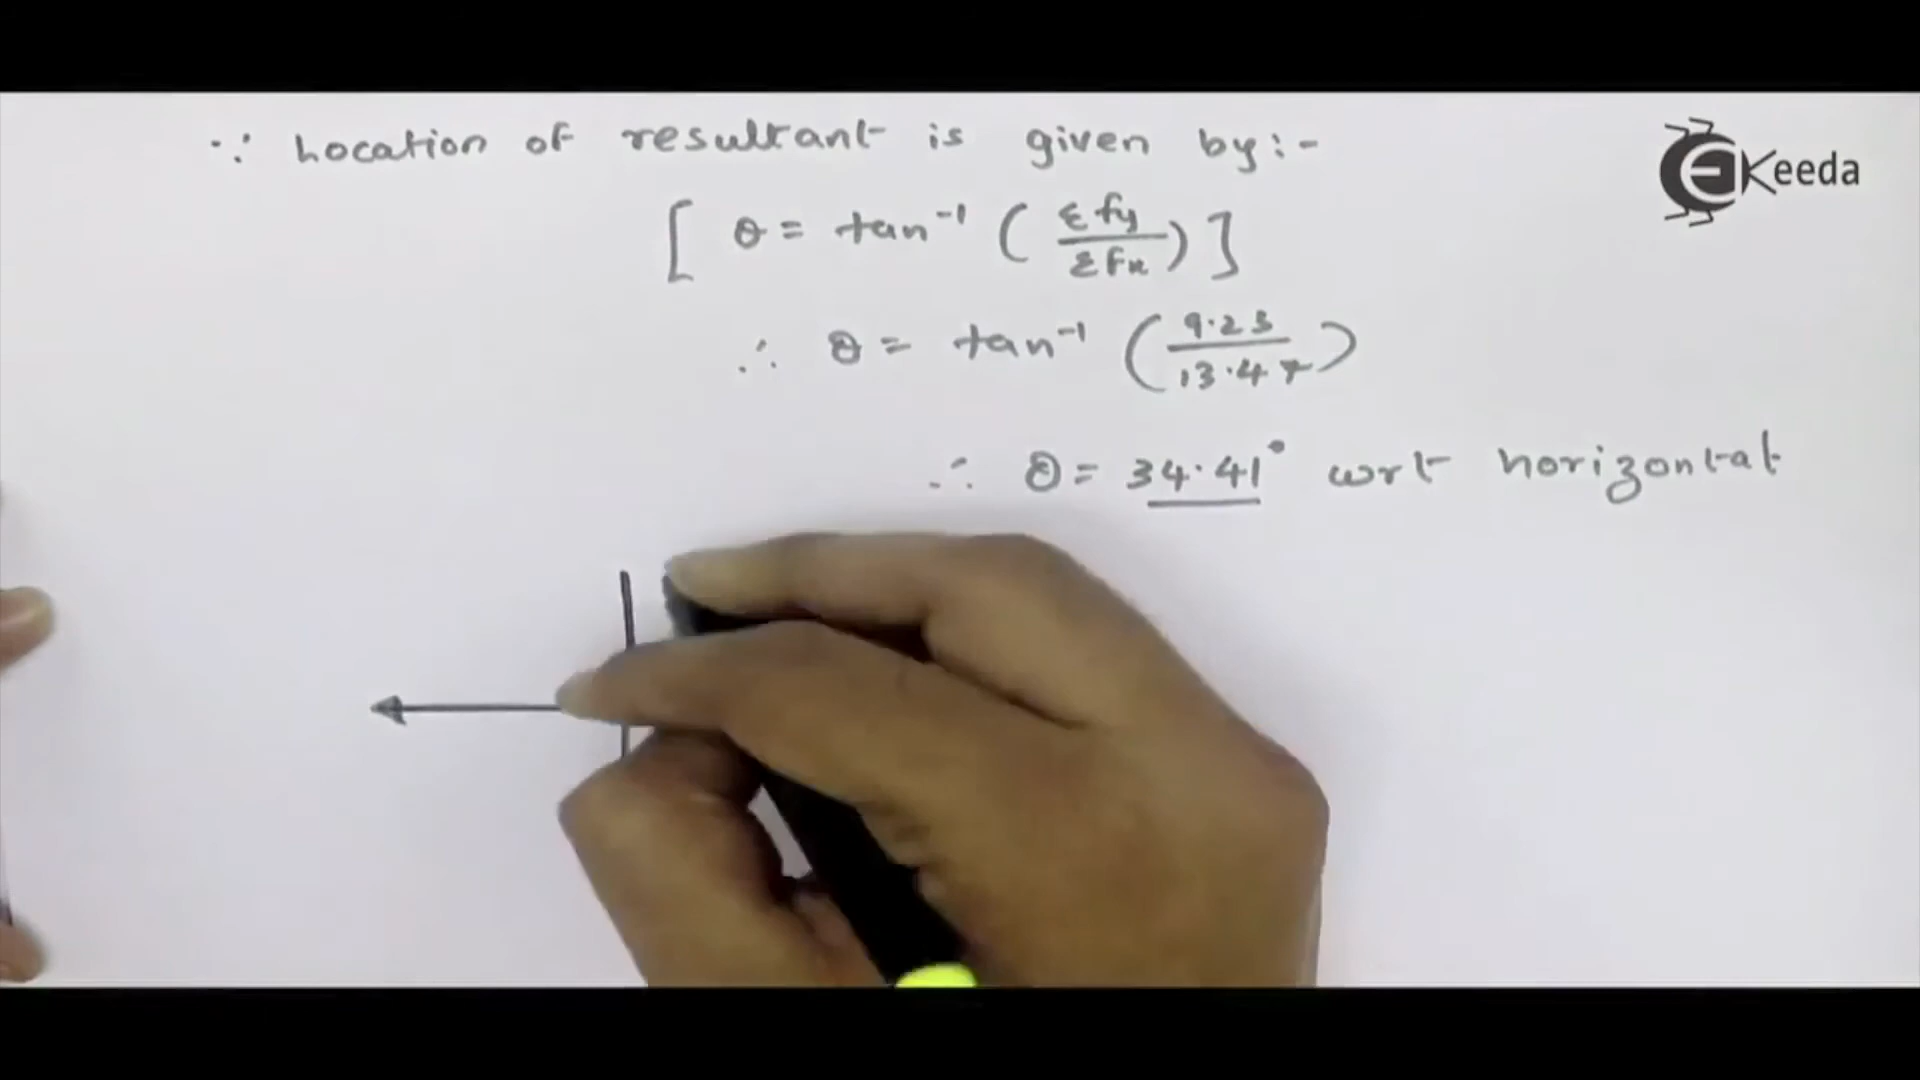 ∵ Location of resultant is given by:-
Keeda
[ θ = tan⁻¹ ( Σfy / Σfx ) ]
∴ θ = tan⁻¹ ( 9.23 / 13.47 )
∴ θ = 34.41° wrt horizontal